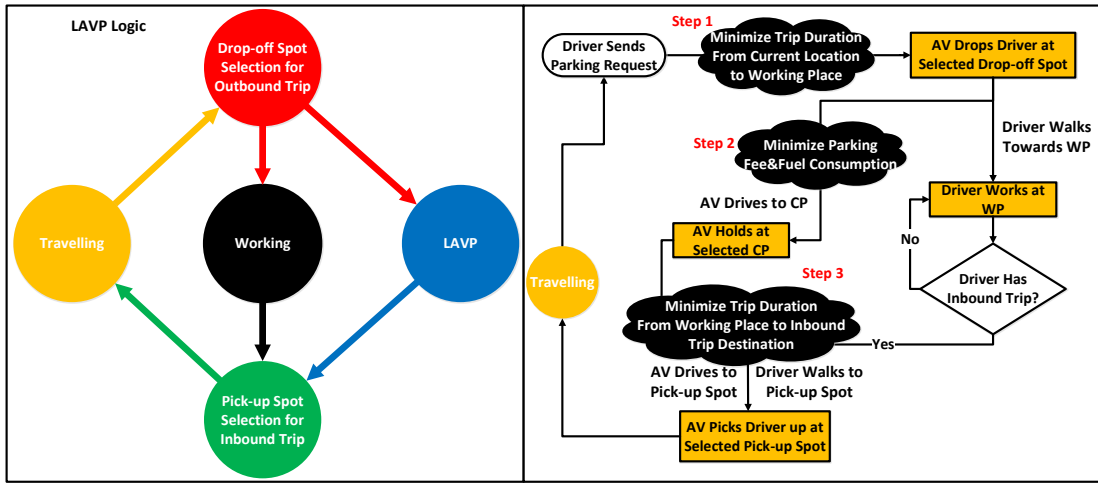 LAVP Logic
Drop-off Spot
Selection for
Outbound Trip
Travelling
Working
LAVP
Pick-up Spot
Selection for
Inbound Trip
Step 1
Driver Sends
Parking Request
Minimize Trip Duration
From Current Location
to Working Place
AV Drops Driver at
Selected Drop-off Spot
Step 2
Minimize Parking
Fee&Fuel Consumption
Driver Walks
Towards WP
AV Drives to CP
Driver Works at
WP
AV Holds at
Selected CP
No
Travelling
Step 3
Driver Has
Inbound Trip?
Minimize Trip Duration
From Working Place to Inbound
Trip Destination
Yes
AV Drives to
Pick-up Spot
Driver Walks to
Pick-up Spot
AV Picks Driver up at
Selected Pick-up Spot